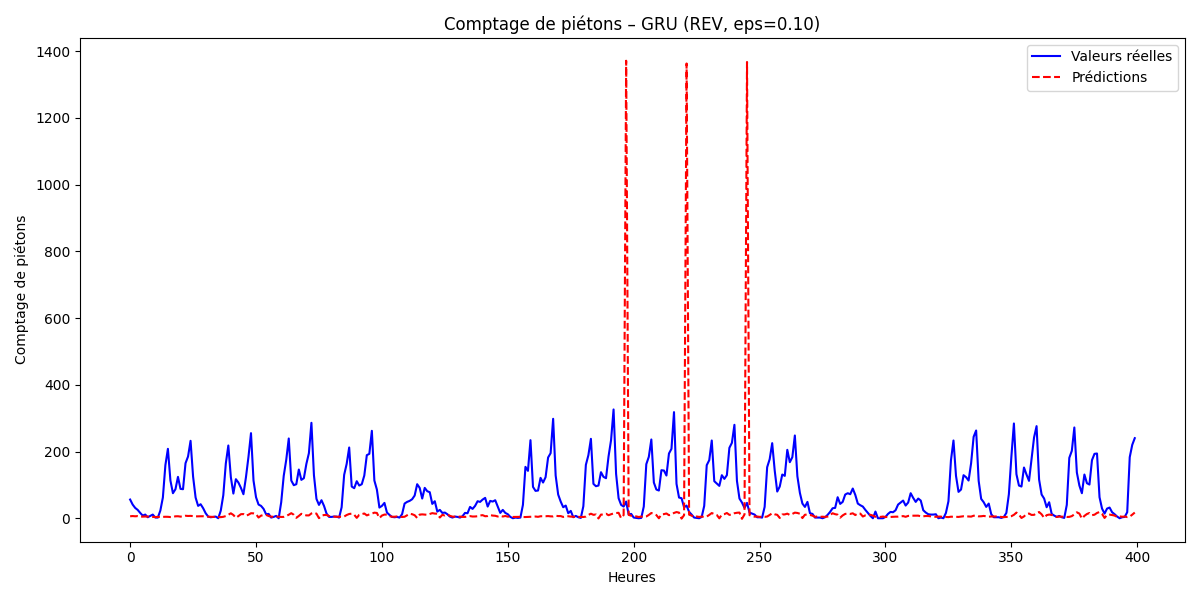 Comptage de piétons – GRU (REV, eps=0.10)
1400
1200
1000
800
600
400
200
0
Comptage de piétons
Valeurs réelles
Prédictions
0 50 100 150 200 250 300 350 400
Heures